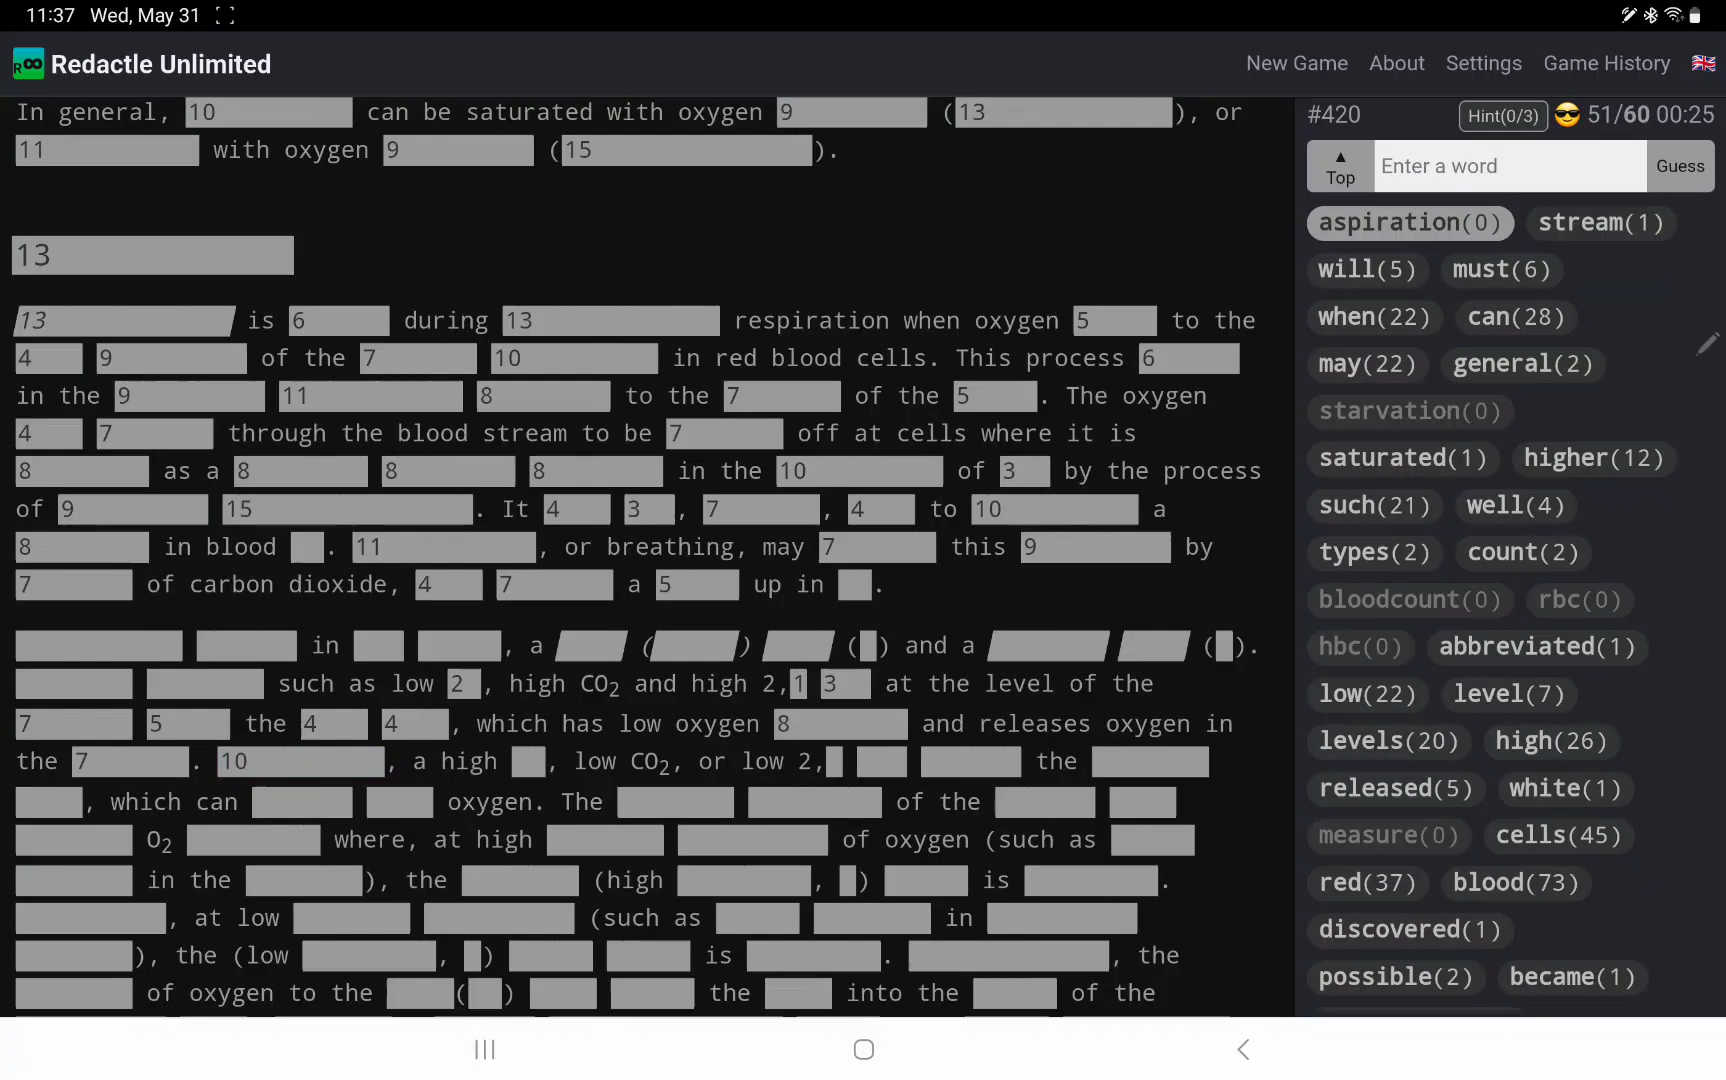 11:37 Wed, May 31
R∞ Redactle Unlimited
New Game About Settings Game History
In general, 10 can be saturated with oxygen 9 (13), or
11 with oxygen 9 (15).
13
13 is 6 during 13 respiration when oxygen 5 to the
4 9 of the 7 10 in red blood cells. This process 6
in the 9 11 8 to the 7 of the 5. The oxygen
4 7 through the blood stream to be 7 off at cells where it is
8 as a 8 8 8 in the 10 of 3 by the process
of 9 15. It 4 3, 7, 4 to 10 a
8 in blood. 11, or breathing, may 7 this 9 by
7 of carbon dioxide, 4 7 a 5 up in.
in, a () () and a ().
such as low 2, high CO₂ and high 2,1 3 at the level of the
7 5 the 4 4, which has low oxygen 8 and releases oxygen in
the 7. 10, a high, low CO₂, or low 2, the
, which can oxygen. The of the
O₂ where, at high of oxygen (such as
in the), the (high,) is.
, at low (such as in
), the (low,) is., the
of oxygen to the () the into the of the
#420 Hint(0/3) 😎 51/60 00:25
▲ Top Enter a word Guess
aspiration(0) stream(1)
will(5) must(6)
when(22) can(28)
may(22) general(2)
starvation(0)
saturated(1) higher(12)
such(21) well(4)
types(2) count(2)
bloodcount(0) rbc(0)
hbc(0) abbreviated(1)
low(22) level(7)
levels(20) high(26)
released(5) white(1)
measure(0) cells(45)
red(37) blood(73)
discovered(1)
possible(2) became(1)